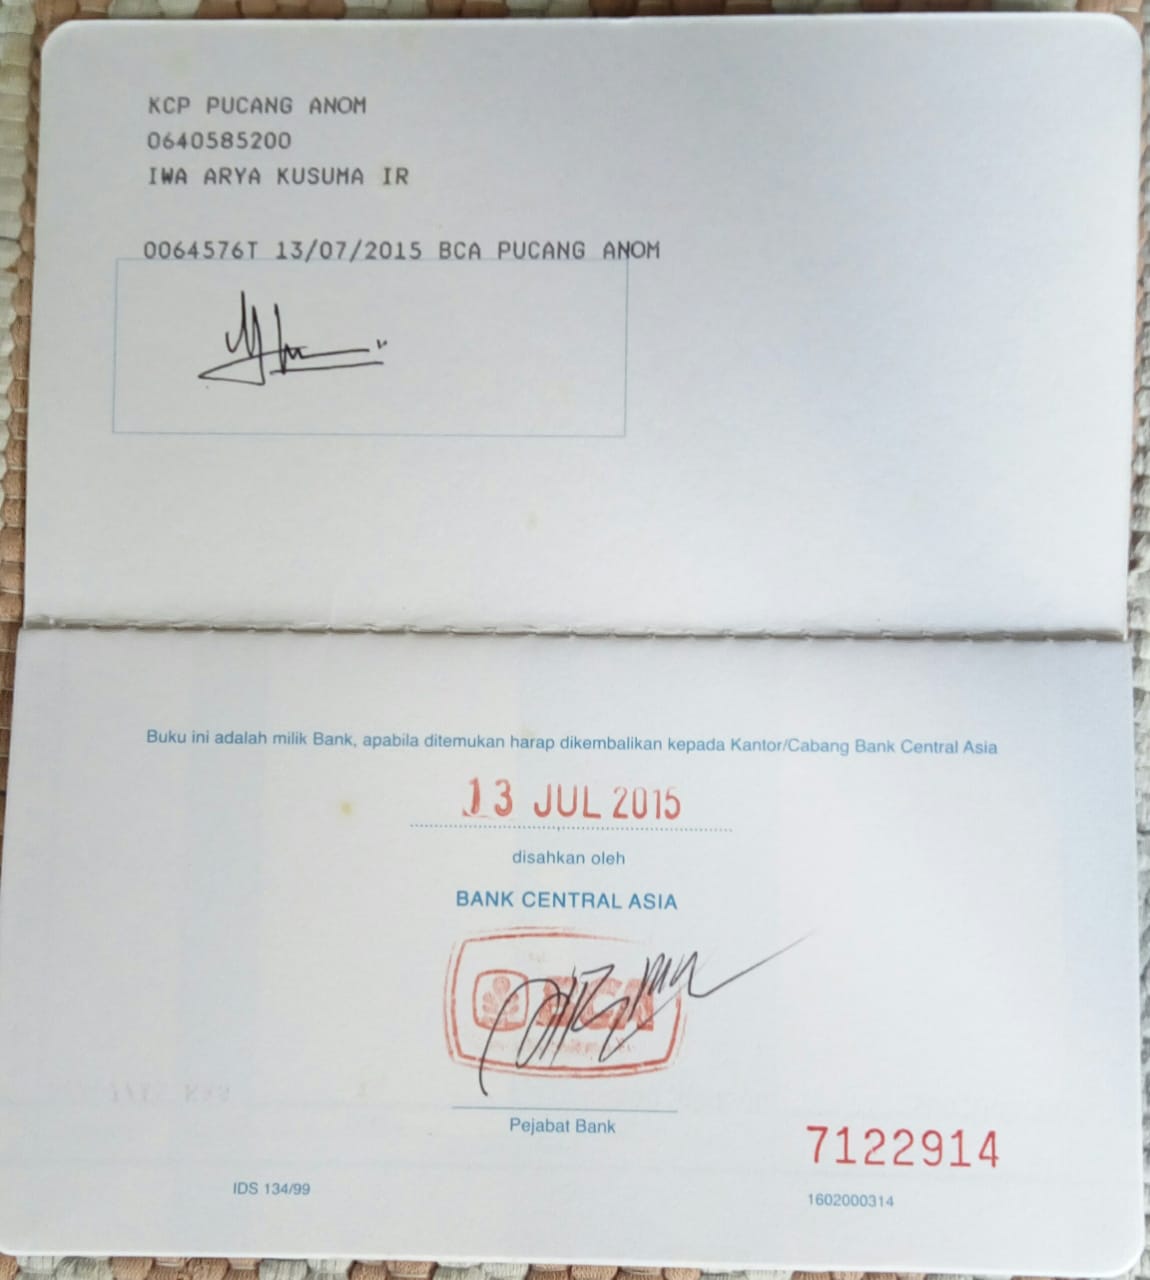 KCP PUCANG ANOM
0640585200
IWA ARYA KUSUMA IR
0064576T 13/07/2015 BCA PUCANG ANOM
Buku ini adalah milik Bank, apabila ditemukan harap dikembalikan kepada Kantor/Cabang Bank Central Asia
13 JUL 2015
disahkan oleh
BANK CENTRAL ASIA
BCA
Pejabat Bank
7122914
IDS 134/99
1602000314